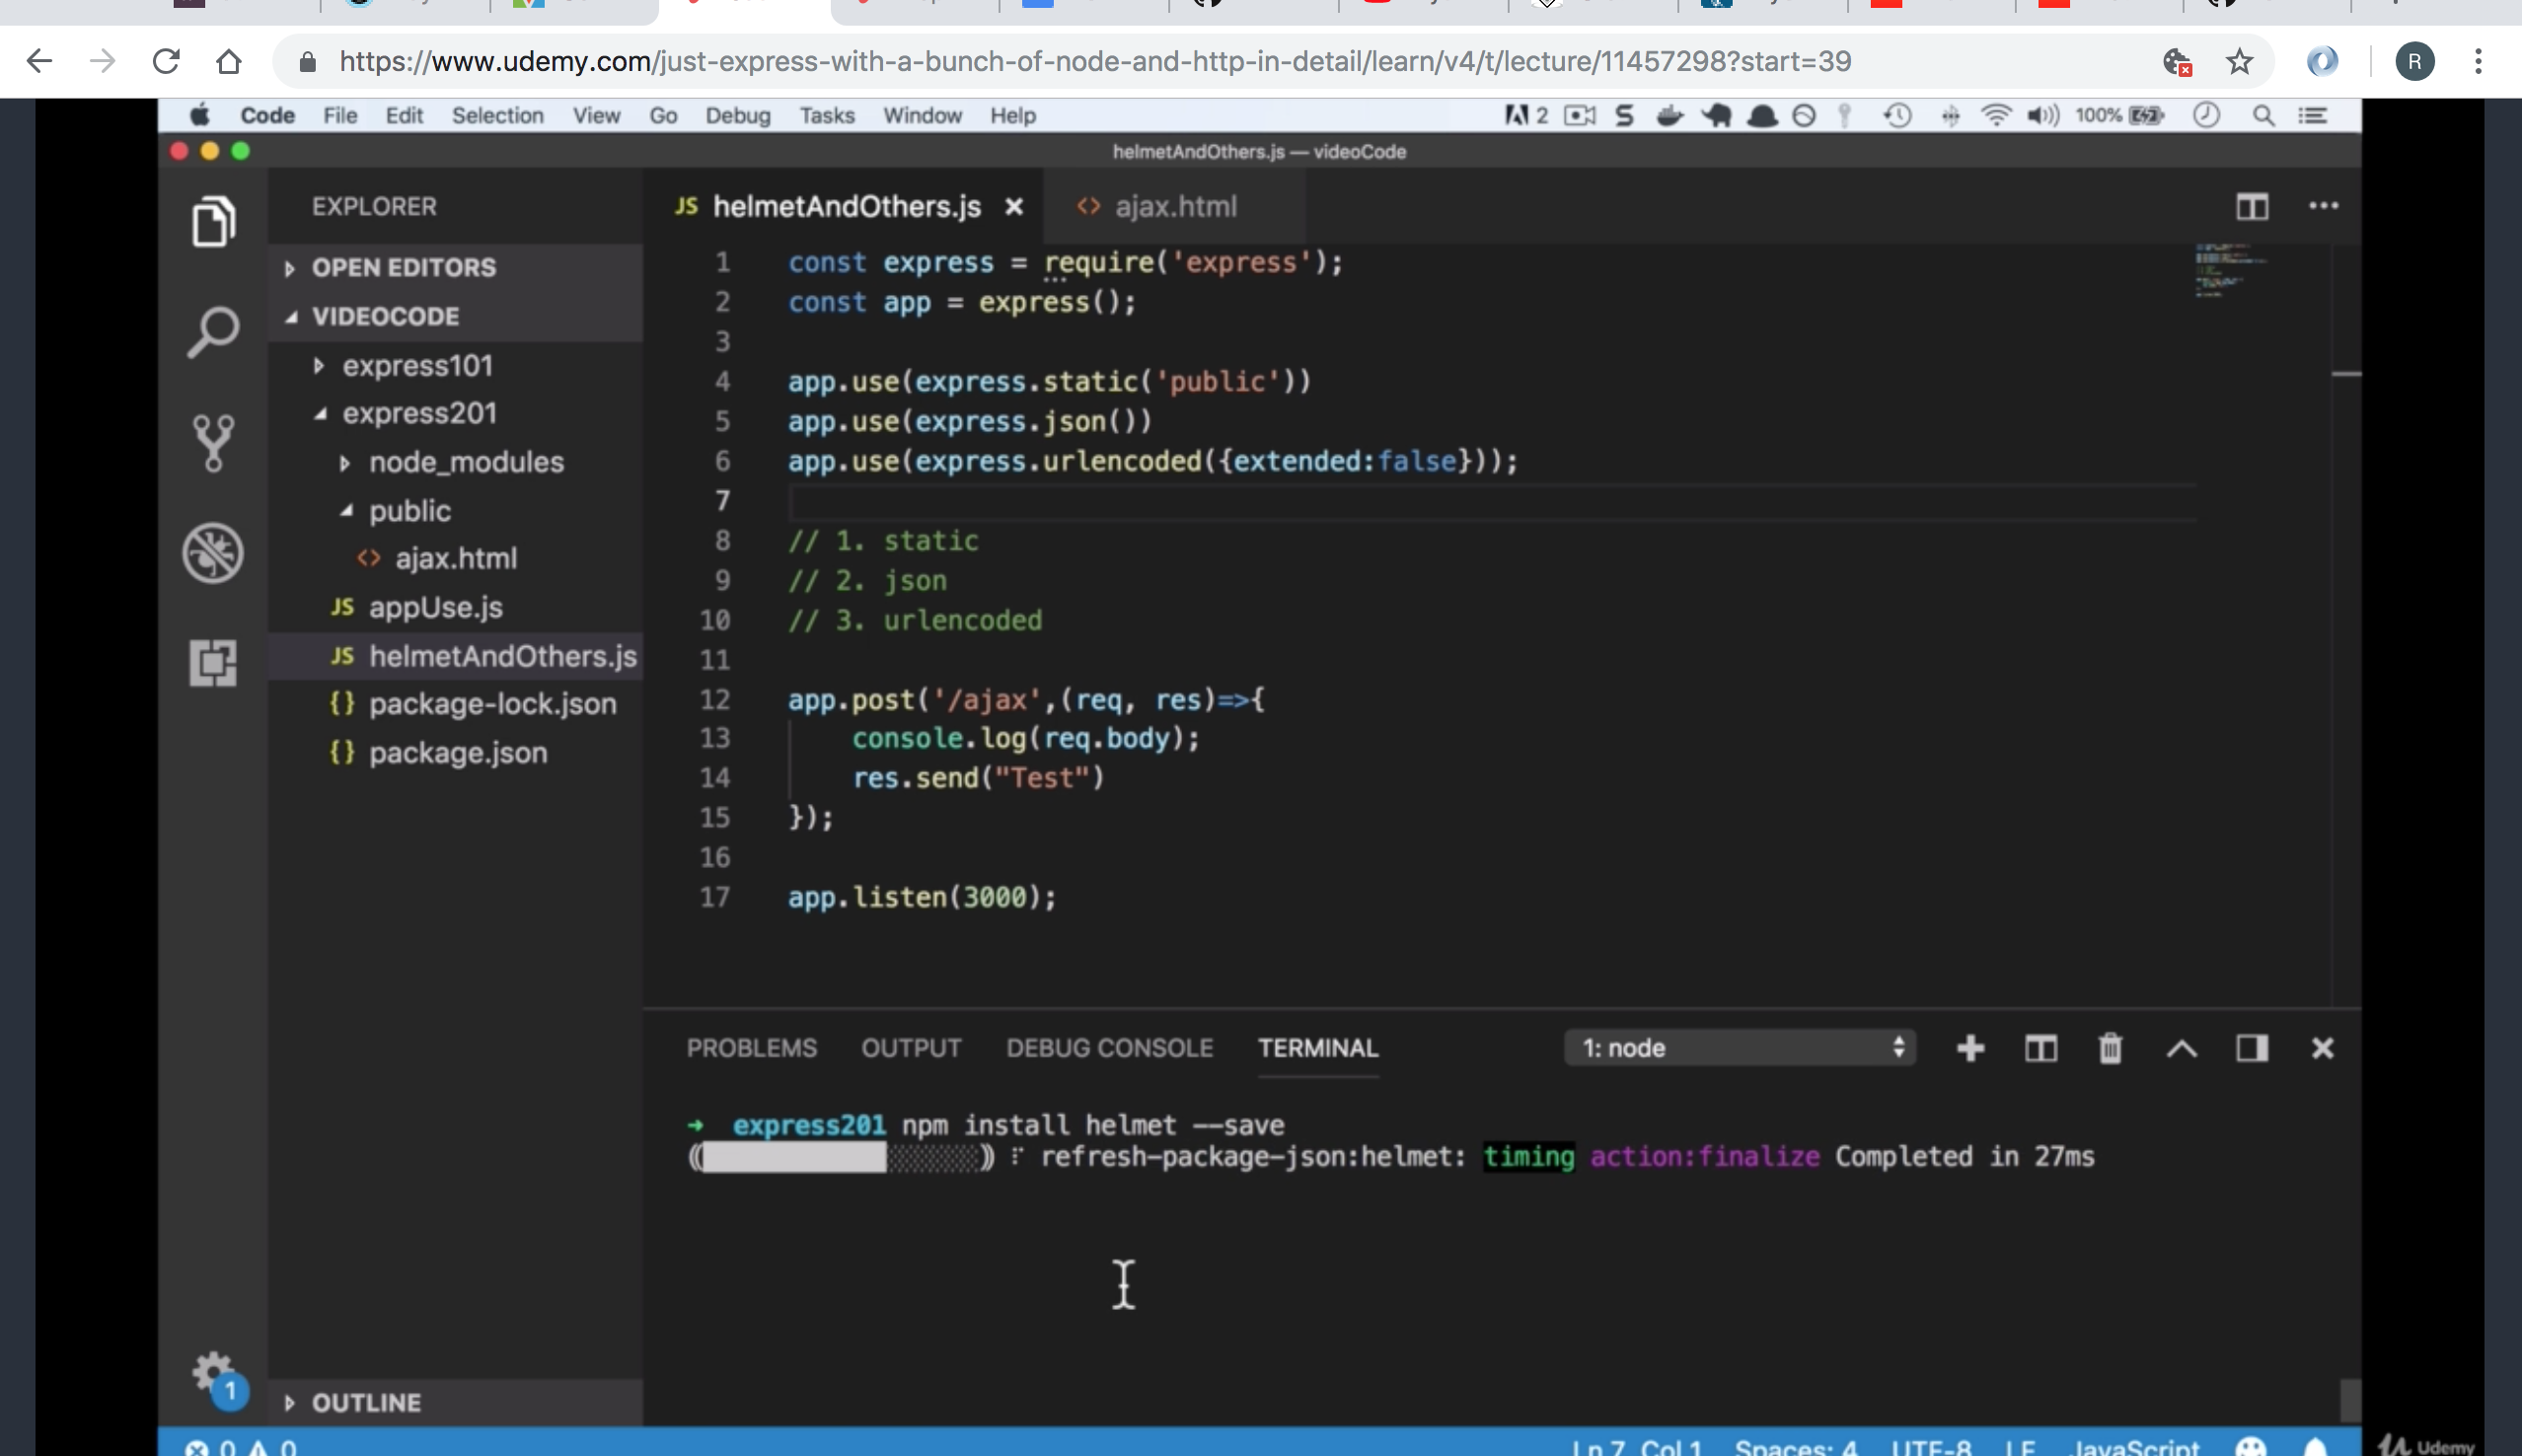 https://www.udemy.com/just-express-with-a-bunch-of-node-and-http-in-detail/learn/v4/t/lecture/11457298?start=39
R
Code File Edit Selection View Go Debug Tasks Window Help
2 100%
helmetAndOthers.js — videoCode
EXPLORER
JS helmetAndOthers.js
<> ajax.html
OPEN EDITORS
VIDEOCODE
express101
express201
node_modules
public
<> ajax.html
JS appUse.js
JS helmetAndOthers.js
{} package-lock.json
{} package.json
OUTLINE
1
1 const express = require('express');
2 const app = express();
3
4 app.use(express.static('public'))
5 app.use(express.json())
6 app.use(express.urlencoded({extended:false}));
7
8 // 1. static
9 // 2. json
10 // 3. urlencoded
11
12 app.post('/ajax',(req, res)=>{
13 console.log(req.body);
14 res.send("Test")
15 });
16
17 app.listen(3000);
PROBLEMS OUTPUT DEBUG CONSOLE TERMINAL 1: node
→ express201 npm install helmet --save
refresh-package-json:helmet: timing action:finalize Completed in 27ms
0 0 Ln 7, Col 1 Spaces: 4 UTF-8 LF JavaScript
Udemy